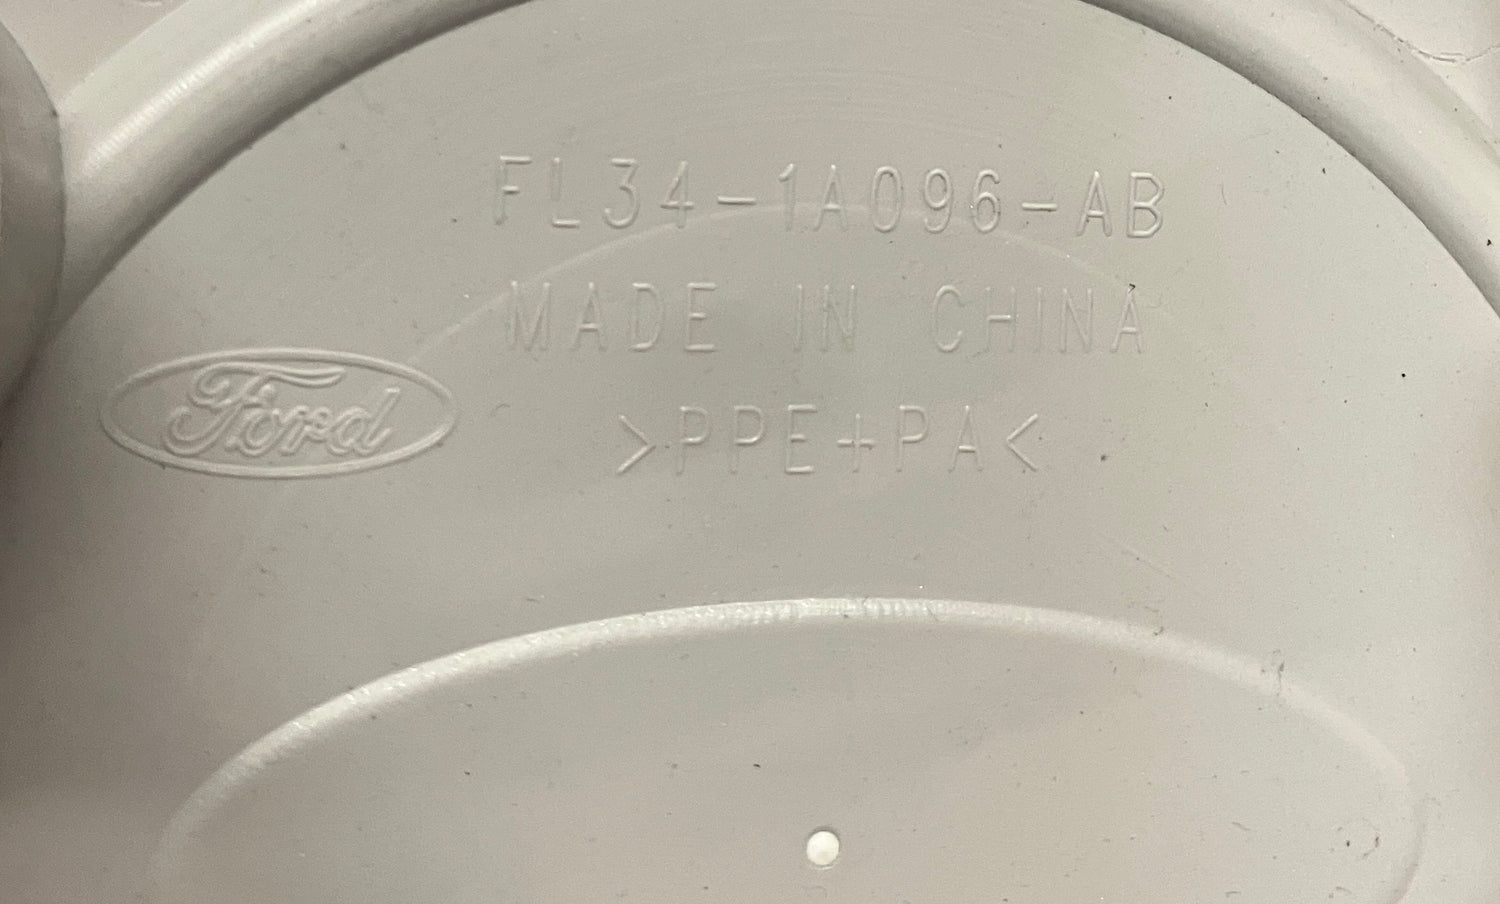 FL34-1A096-AB
MADE IN CHINA
Ford
>PPE+PA<